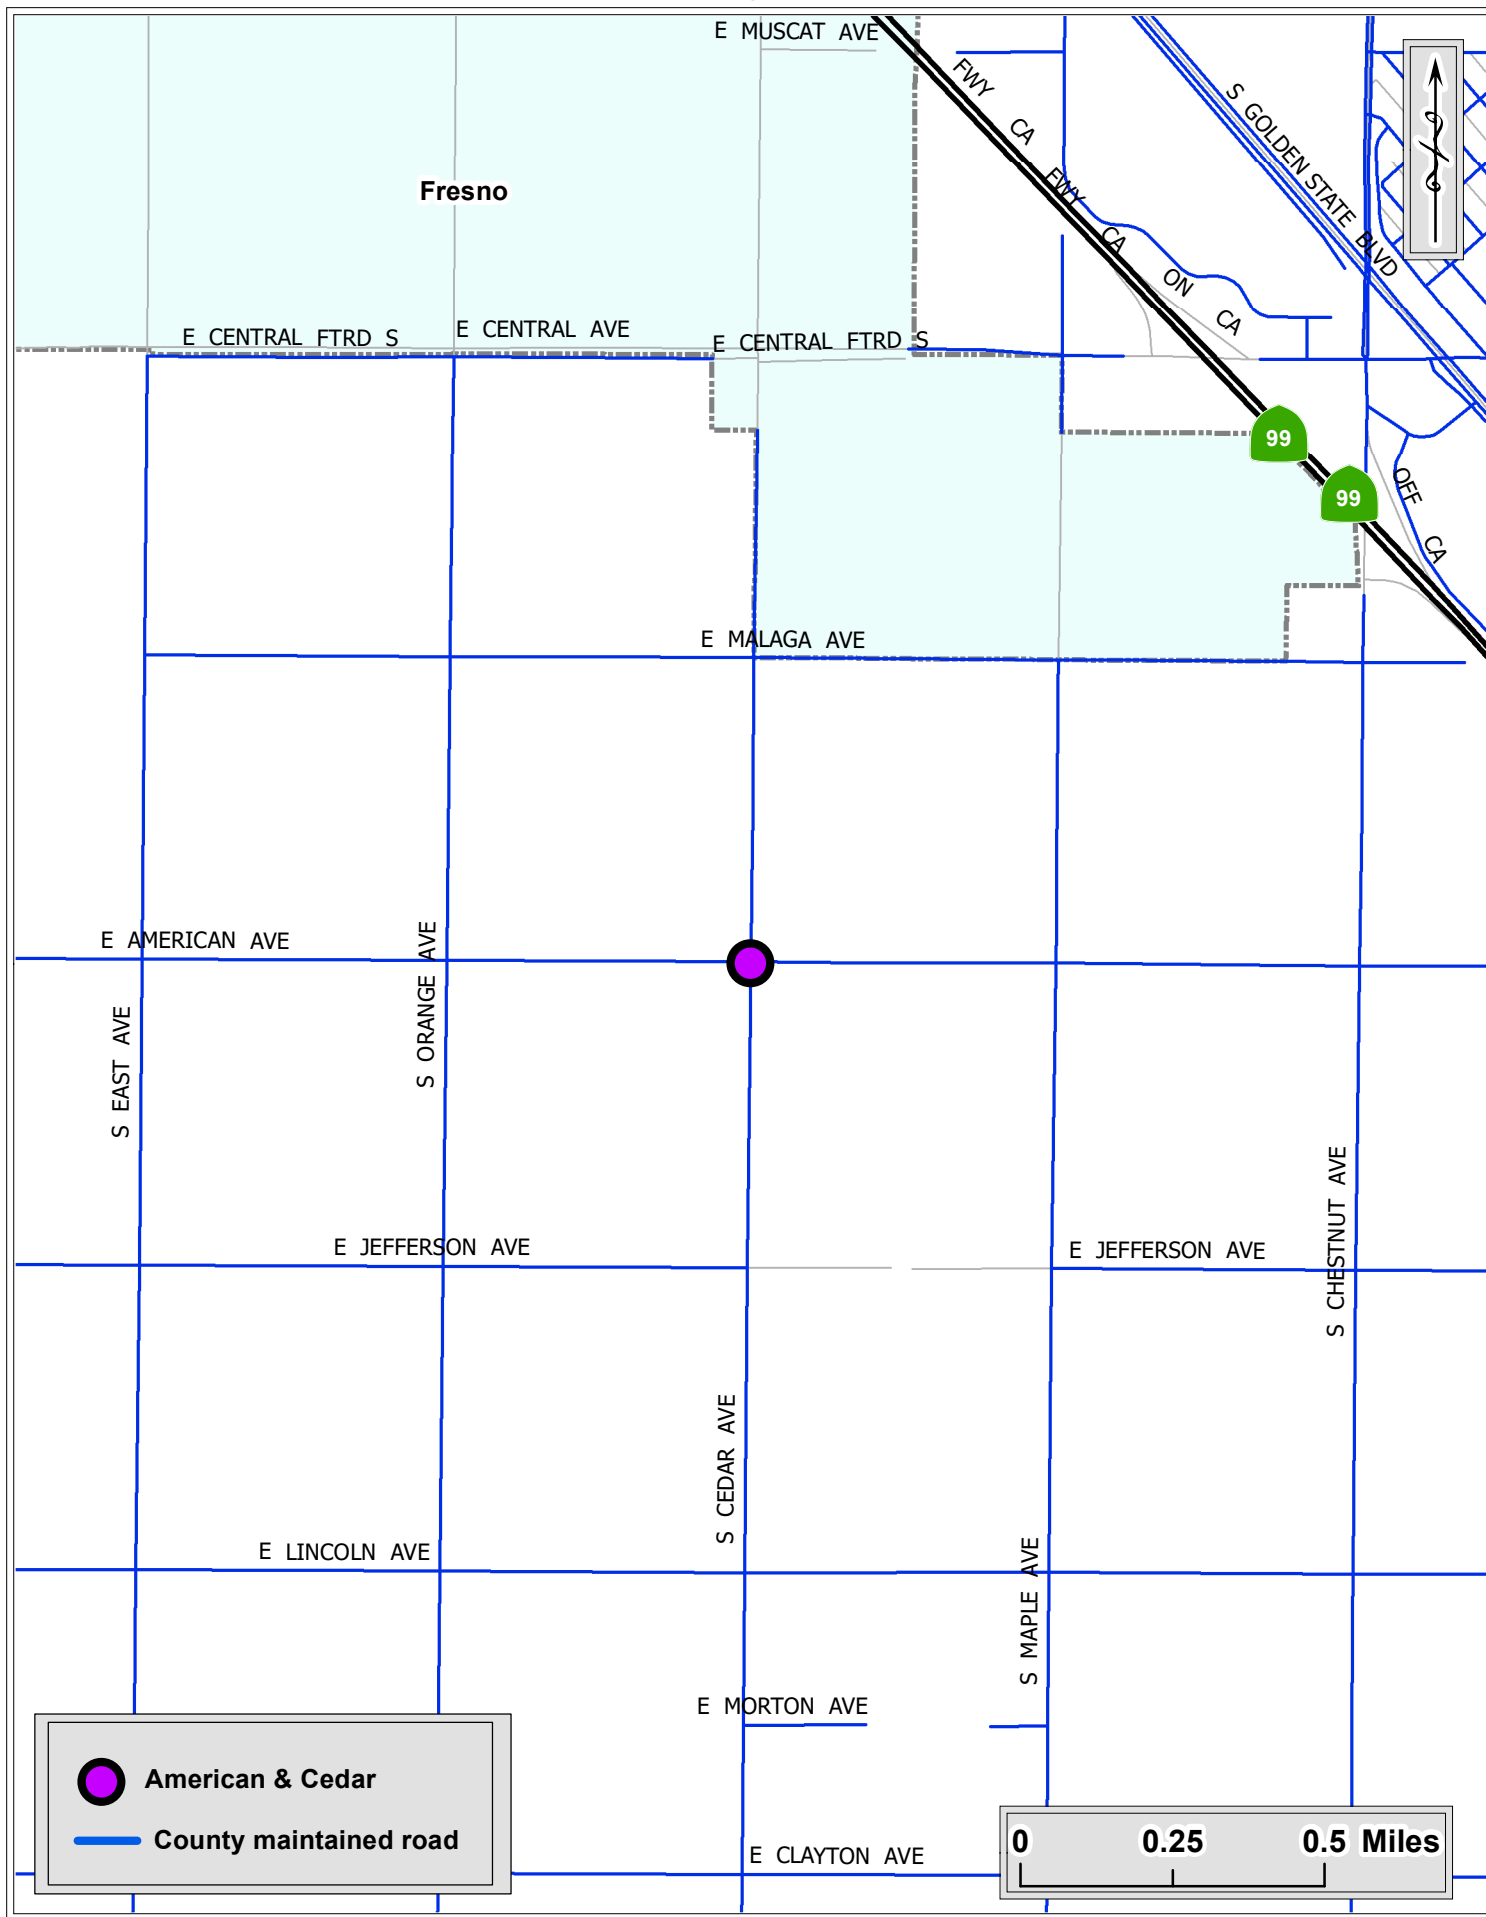 E MUSCAT AVE
FWY
CA
FWY
CA
S GOLDEN STATE BLVD
Fresno
ON
CA
E CENTRAL FTRD S
E CENTRAL AVE
E CENTRAL FTRD S
99
99
OFF
CA
E MALAGA AVE
E AMERICAN AVE
S ORANGE AVE
S EAST AVE
E JEFFERSON AVE
E JEFFERSON AVE
S CHESTNUT AVE
S CEDAR AVE
E LINCOLN AVE
S MAPLE AVE
E MORTON AVE
American & Cedar
County maintained road
E CLAYTON AVE
0 0.25 0.5 Miles